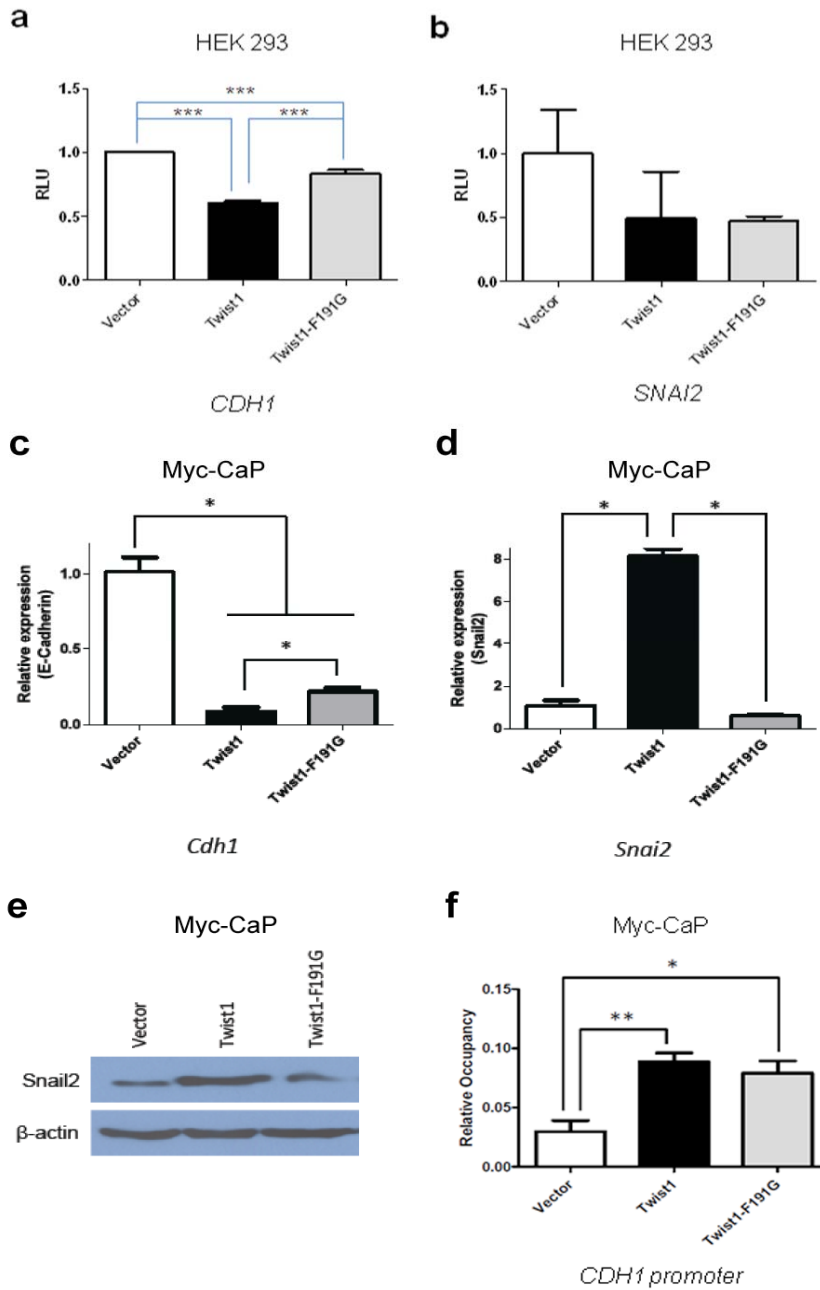 a
HEK 293
RLU
1.5
1.0
0.5
0.0
***
***
***
Vector
Twist1
Twist1-F191G
CDH1
b
HEK 293
RLU
1.5
1.0
0.5
0.0
Vector
Twist1
Twist1-F191G
SNAI2
c
Myc-CaP
Relative expression
(E-Cadherin)
1.0
0.5
0.0
*
*
Vector
Twist1
Twist1-F191G
Cdh1
d
Myc-CaP
Relative expression
(Snail2)
8
6
4
2
0
*
*
Vector
Twist1
Twist1-F191G
Snai2
e
Myc-CaP
Vector
Twist1
Twist1-F191G
Snail2
β-actin
f
Myc-CaP
Relative Occupancy
0.15
0.10
0.05
0.00
*
**
Vector
Twist1
Twist1-F191G
CDH1 promoter